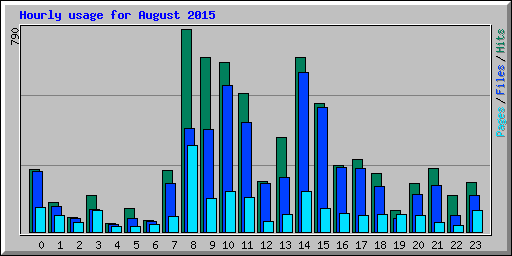 Hourly usage for August 2015
790
Pages/Files/Hits
0 1 2 3 4 5 6 7 8 9 10 11 12 13 14 15 16 17 18 19 20 21 22 23